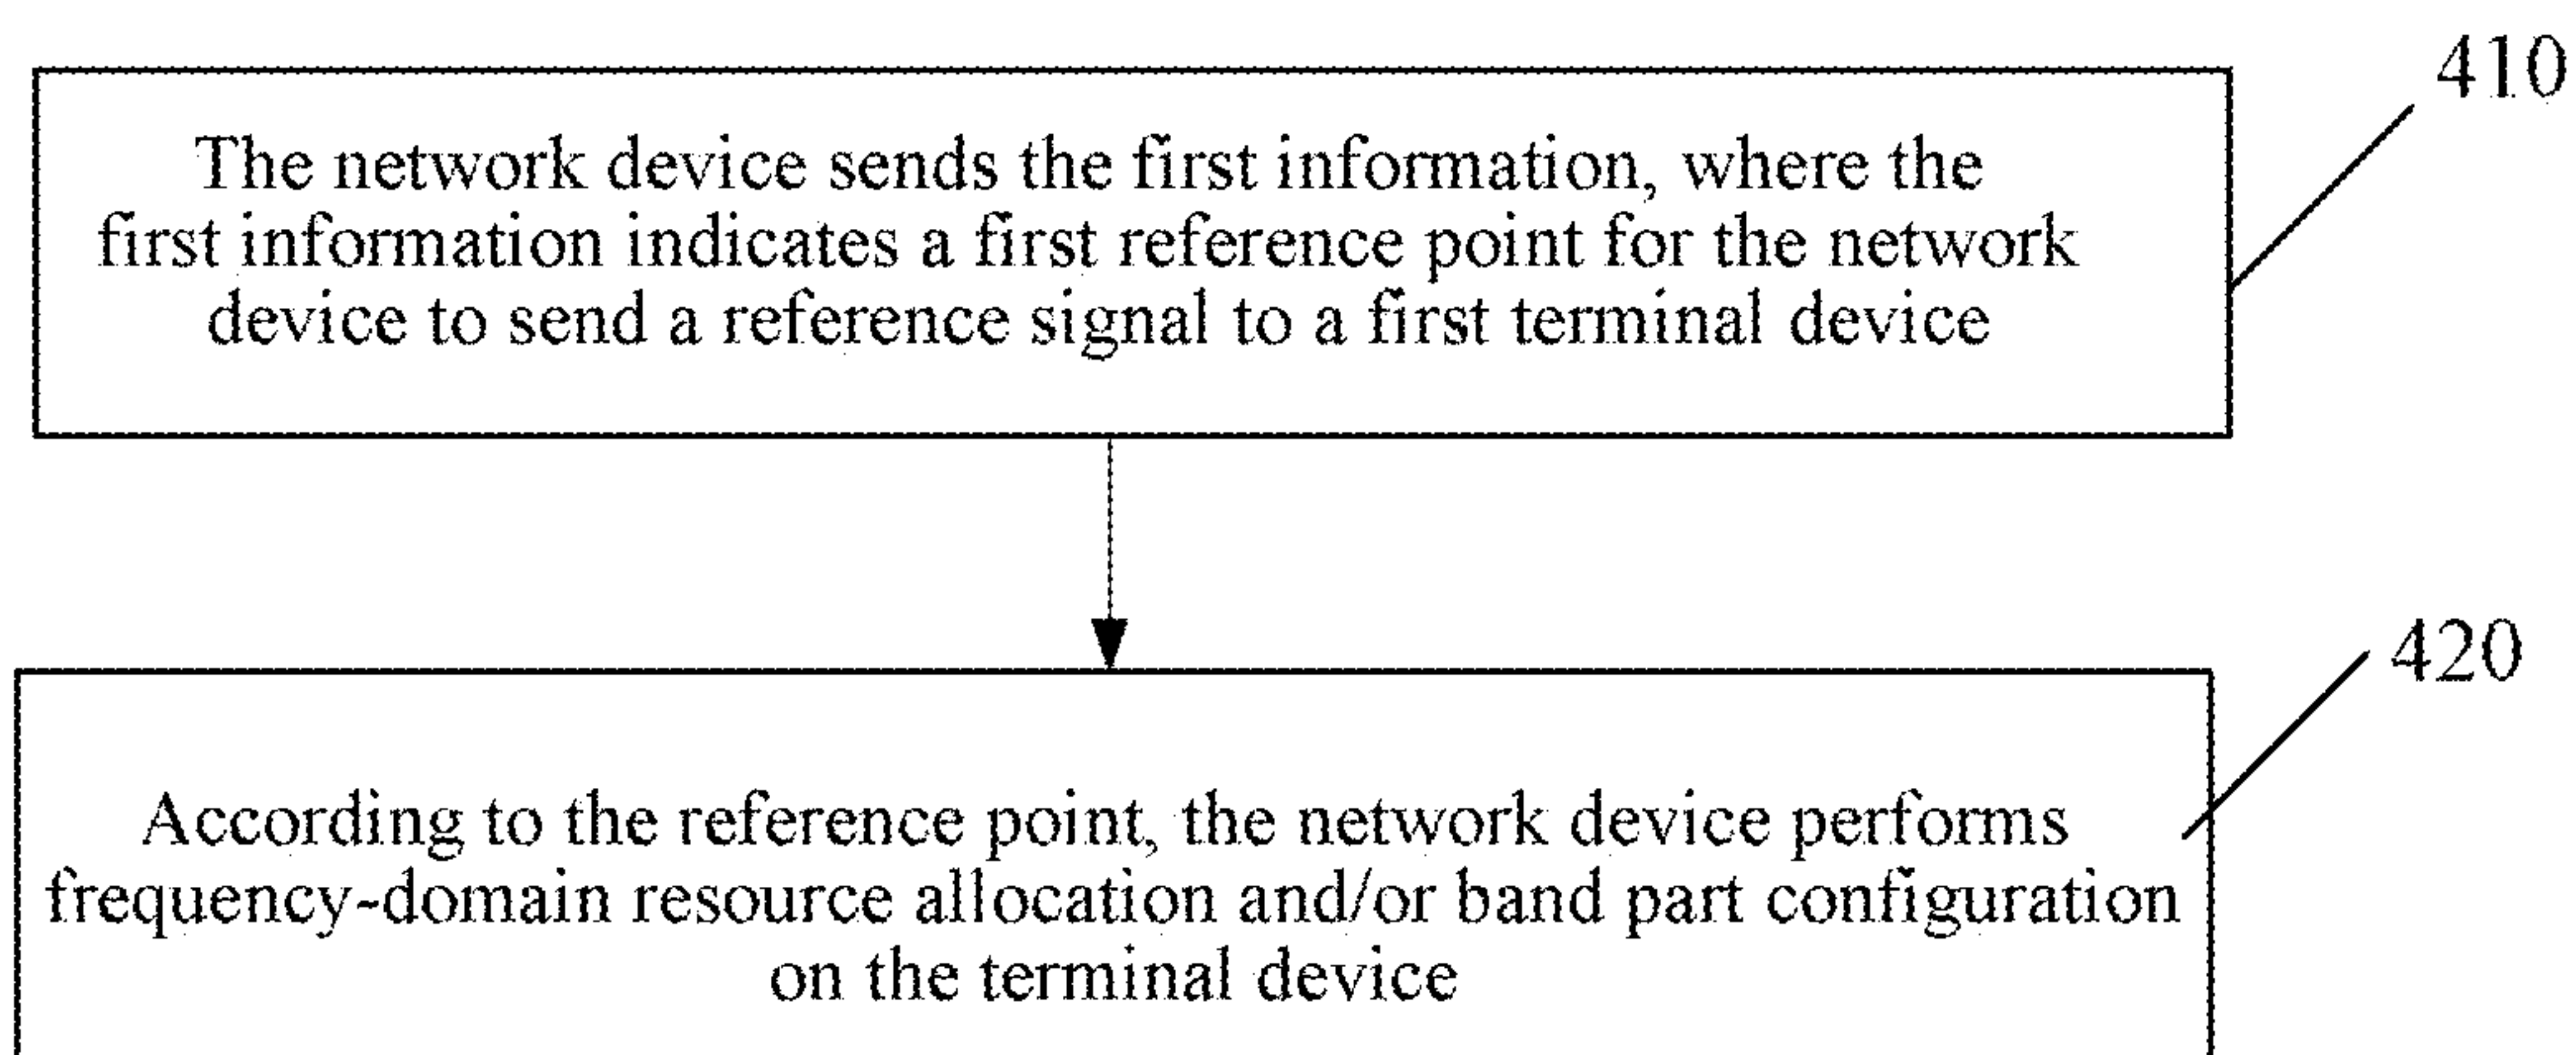 410
The network device sends the first information, where the
first information indicates a first reference point for the network
device to send a reference signal to a first terminal device
420
According to the reference point, the network device performs
frequency-domain resource allocation and/or band part configuration
on the terminal device